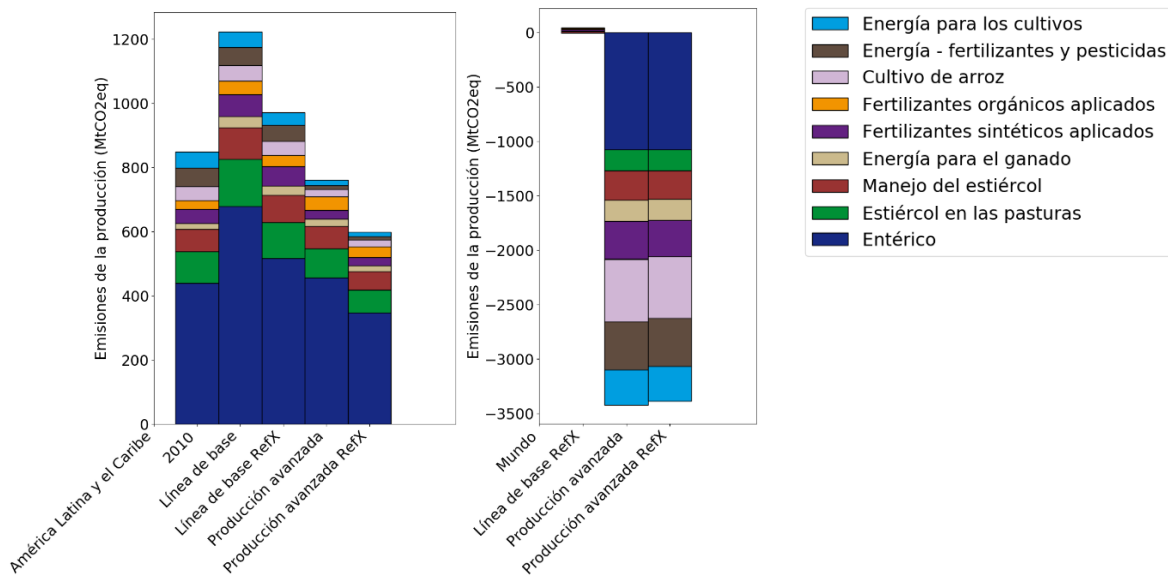 Emisiones de la producción (MtCO2eq)
1200
1000
800
600
400
200
0
América Latina y el Caribe
2010
Línea de base
Línea de base RefX
Producción avanzada
Producción avanzada RefX
Emisiones de la producción (MtCO2eq)
0
−500
−1000
−1500
−2000
−2500
−3000
−3500
Mundo
Línea de base RefX
Producción avanzada
Producción avanzada RefX
Energía para los cultivos
Energía - fertilizantes y pesticidas
Cultivo de arroz
Fertilizantes orgánicos aplicados
Fertilizantes sintéticos aplicados
Energía para el ganado
Manejo del estiércol
Estiércol en las pasturas
Entérico